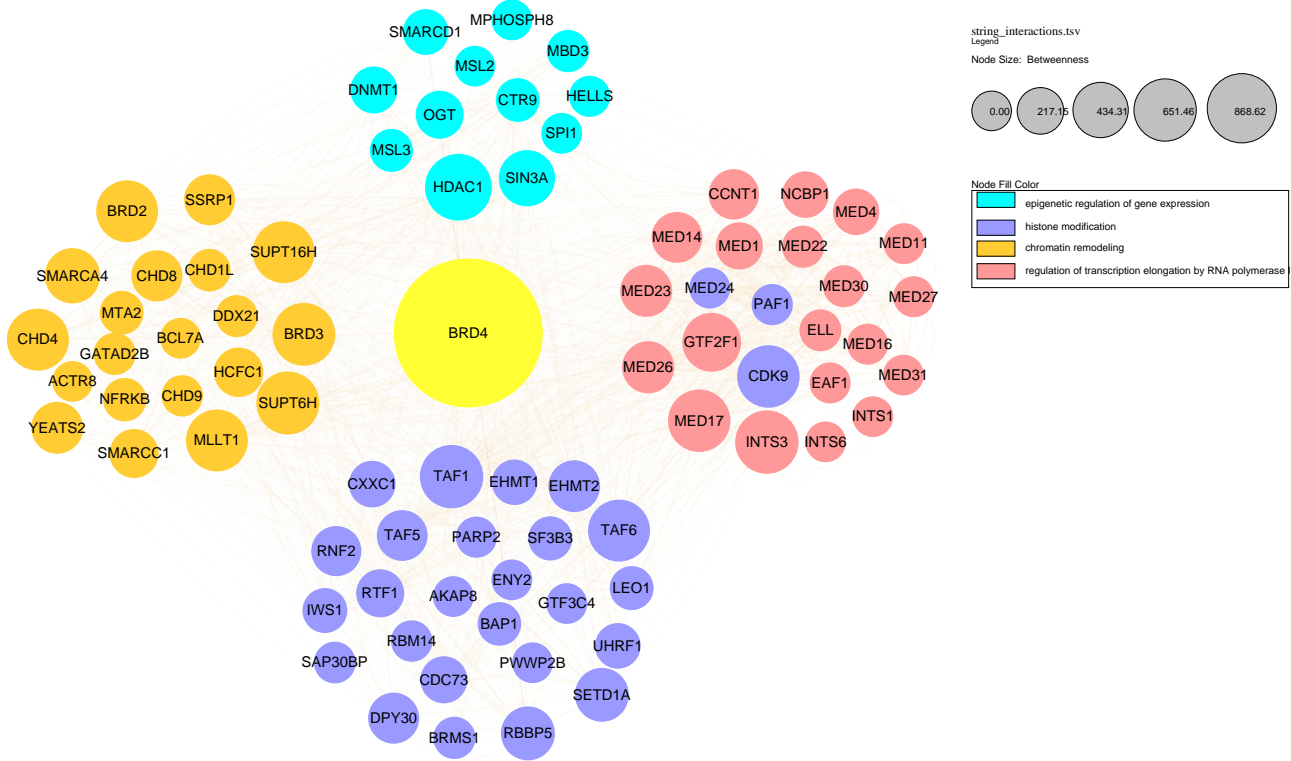 MPHOSPH8
SMARCD1
MBD3
MSL2
DNMT1
CTR9
HELLS
OGT
SPI1
MSL3
SIN3A
HDAC1
SSRP1
BRD2
SUPT16H
SMARCA4
CHD8
CHD1L
MTA2
DDX21
CHD4
BCL7A
BRD3
GATAD2B
ACTR8
HCFC1
NFRKB
CHD9
SUPT6H
YEATS2
MLLT1
SMARCC1
BRD4
CCNT1
NCBP1
MED4
MED14
MED1
MED22
MED11
MED23
MED24
PAF1
MED30
MED27
GTF2F1
ELL
MED16
MED26
CDK9
EAF1
MED31
MED17
INTS1
INTS3
INTS6
CXXC1
TAF1
EHMT1
EHMT2
TAF5
PARP2
SF3B3
TAF6
RNF2
RTF1
ENY2
LEO1
IWS1
AKAP8
GTF3C4
BAP1
RBM14
UHRF1
SAP30BP
PWWP2B
CDC73
SETD1A
DPY30
BRMS1
RBBP5
string_interactions.tsv
Legend
Node Size: Betweenness
0.00 217.15 434.31 651.46 868.62
Node Fill Color
epigenetic regulation of gene expression
histone modification
chromatin remodeling
regulation of transcription elongation by RNA polymerase I